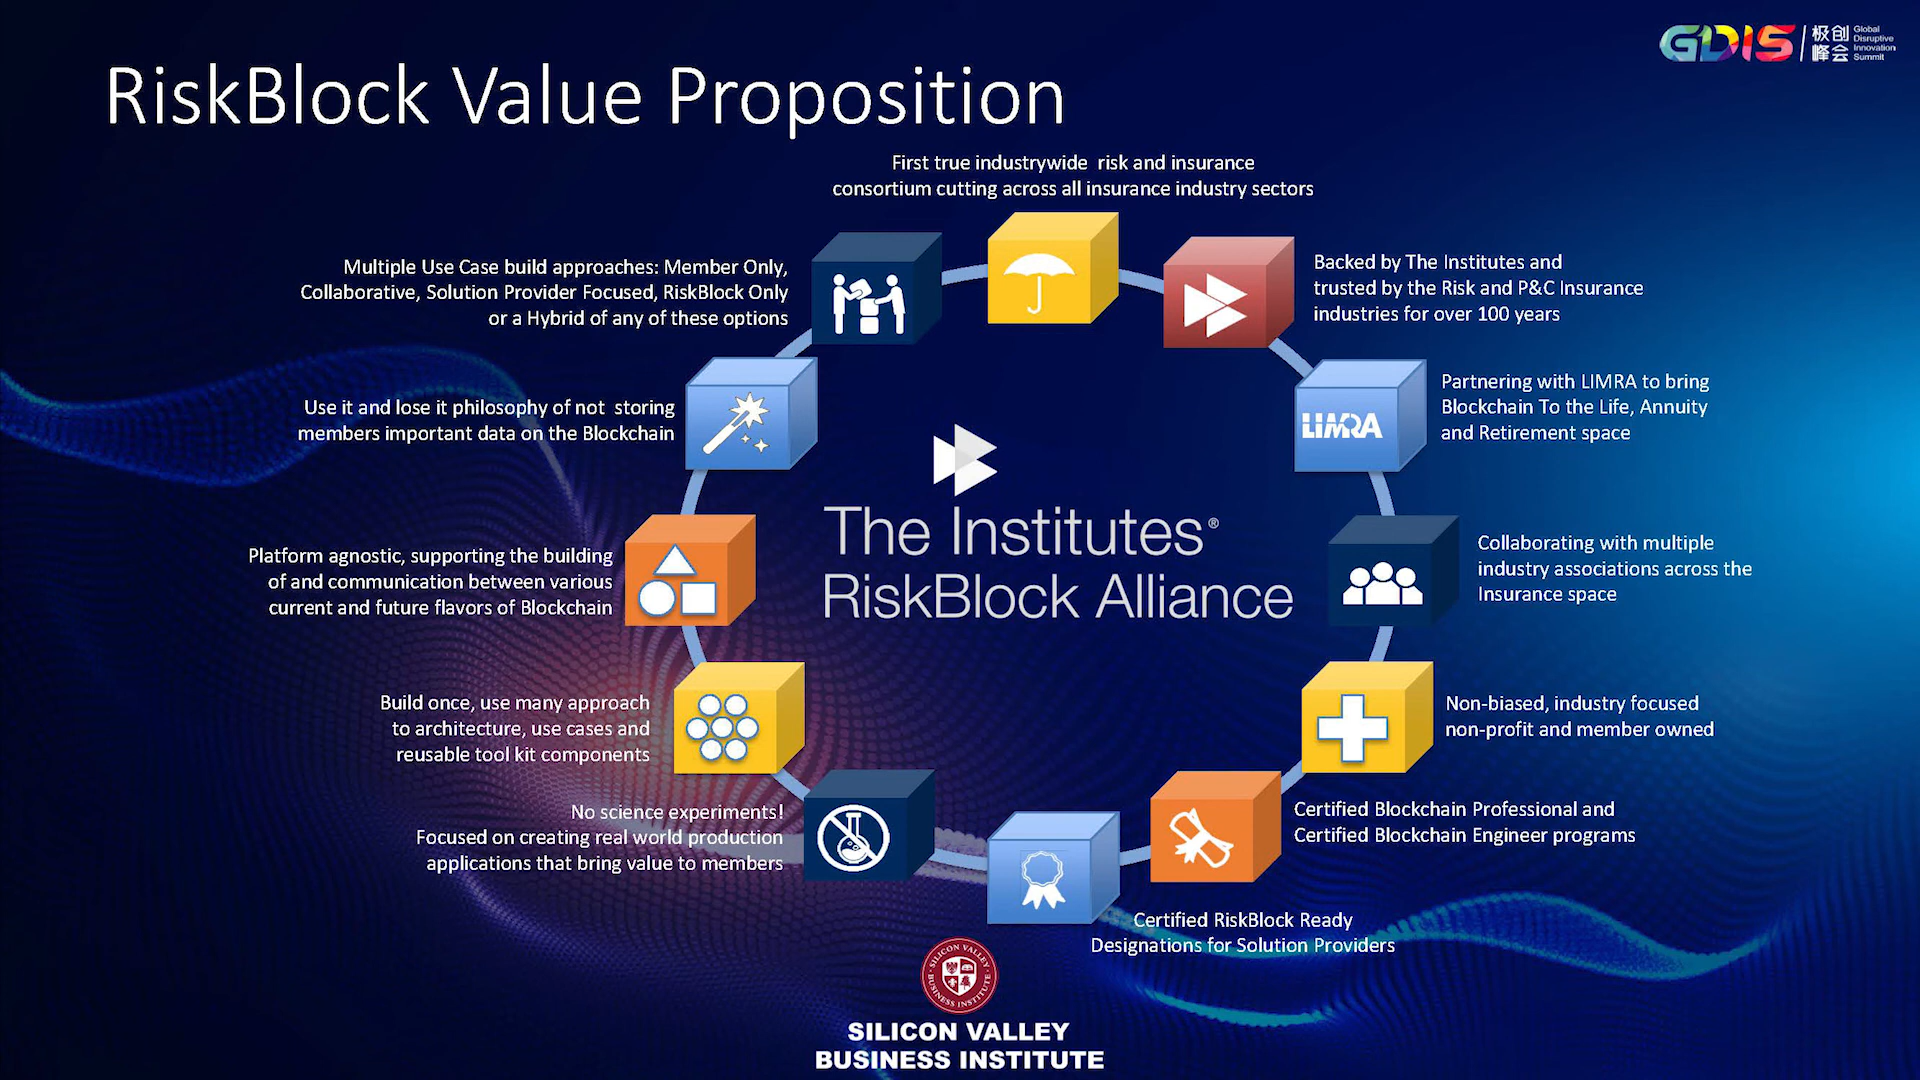 RiskBlock Value Proposition
GDIS
极创
峰会
Global
Disruptive
Innovation
Summit
First true industrywide risk and insurance
consortium cutting across all insurance industry sectors
Backed by The Institutes and
trusted by the Risk and P&C Insurance
industries for over 100 years
LIMRA
Partnering with LIMRA to bring
Blockchain To the Life, Annuity
and Retirement space
Collaborating with multiple
industry associations across the
Insurance space
Non-biased, industry focused
non-profit and member owned
Certified Blockchain Professional and
Certified Blockchain Engineer programs
Certified RiskBlock Ready
Designations for Solution Providers
No science experiments!
Focused on creating real world production
applications that bring value to members
Build once, use many approach
to architecture, use cases and
reusable tool kit components
Platform agnostic, supporting the building
of and communication between various
current and future flavors of Blockchain
Use it and lose it philosophy of not storing
members important data on the Blockchain
Multiple Use Case build approaches: Member Only,
Collaborative, Solution Provider Focused, RiskBlock Only
or a Hybrid of any of these options
The Institutes®
RiskBlock Alliance
SILICON VALLEY
BUSINESS INSTITUTE
SILICON VALLEY
BUSINESS INSTITUTE